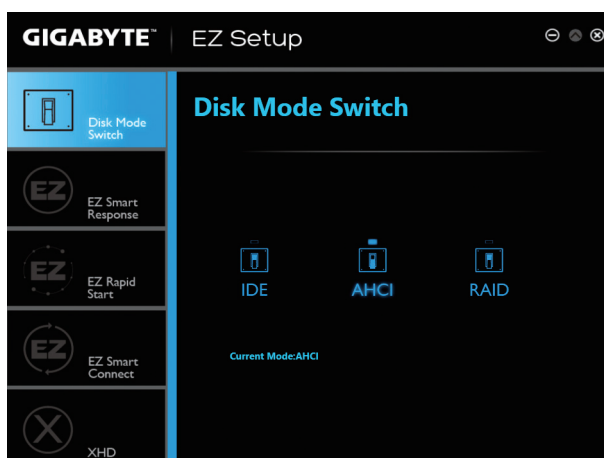 GIGABYTE™ EZ Setup
Disk Mode Switch
Disk Mode
Switch
EZ
EZ Smart
Response
EZ
EZ Rapid
Start
IDE AHCI RAID
EZ
EZ Smart
Connect
Current Mode:AHCI
X
XHD